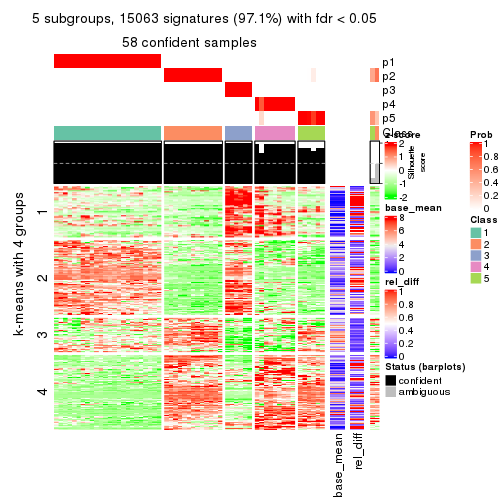 5 subgroups, 15063 signatures (97.1%) with fdr < 0.05
58 confident samples
p1
p2
p3
p4
p5
Class
z-score
2
1
0
-1
-2
Silhouette
score
Prob
1
0.8
0.6
0.4
0.2
0
base_mean
8
6
4
2
0
Class
1
2
3
4
5
rel_diff
1
0.8
0.6
0.4
0.2
0
Status (barplots)
confident
ambiguous
k-means with 4 groups
1
2
3
4
base_mean
rel_diff